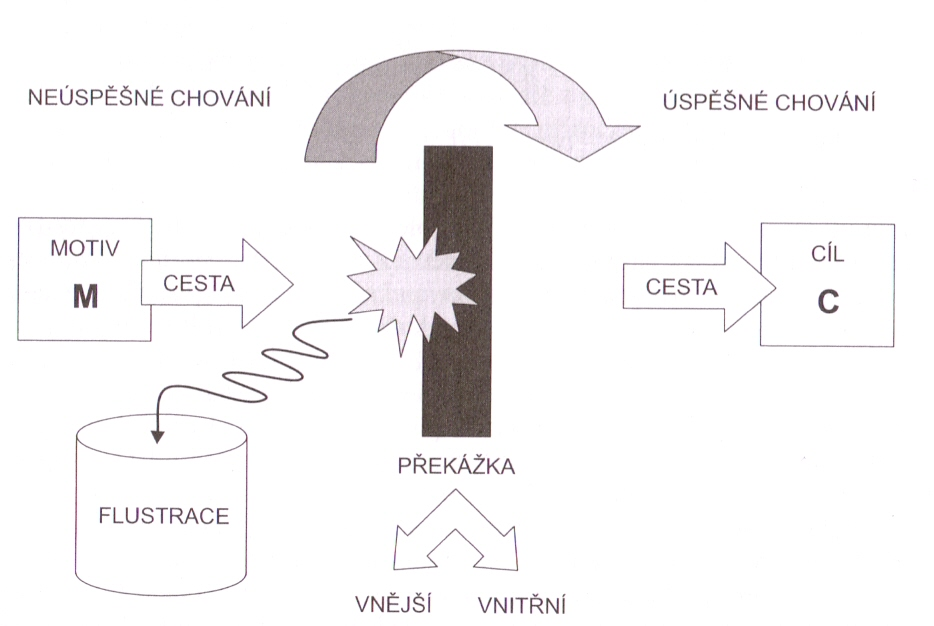 NEÚSPĚŠNÉ CHOVÁNÍ
ÚSPĚŠNÉ CHOVÁNÍ
MOTIV
M
CESTA
CESTA
CÍL
C
PŘEKÁŽKA
FLUSTRACE
VNĚJŠÍ
VNITŘNÍ